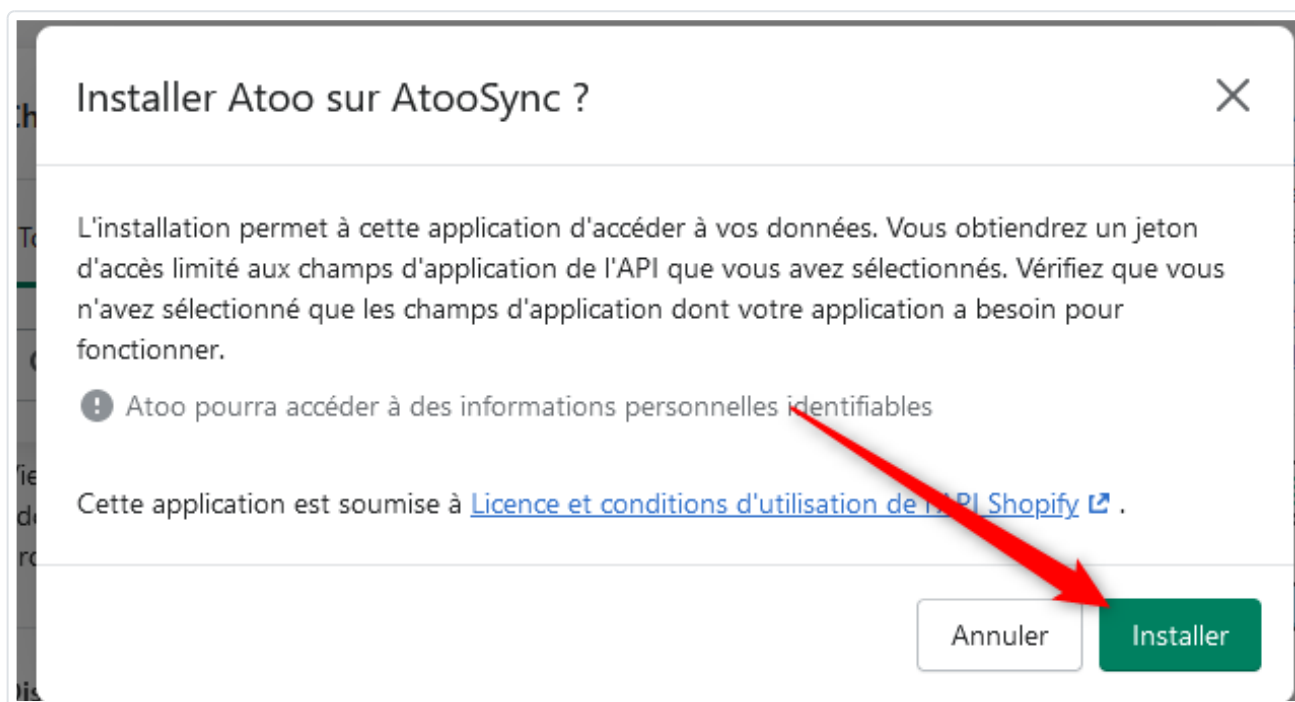 Installer Atoo sur AtooSync ?
L'installation permet à cette application d'accéder à vos données. Vous obtiendrez un jeton
d'accès limité aux champs d'application de l'API que vous avez sélectionnés. Vérifiez que vous
n'avez sélectionné que les champs d'application dont votre application a besoin pour
fonctionner.
Atoo pourra accéder à des informations personnelles identifiables
Cette application est soumise à Licence et conditions d'utilisation de l'API Shopify .
Annuler
Installer